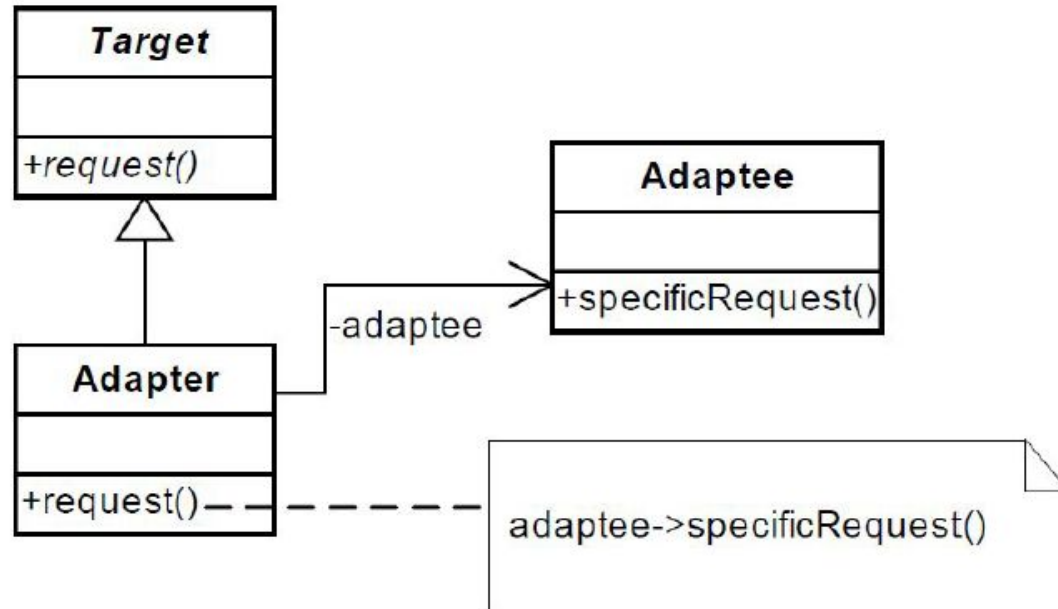 Target
+request()
Adaptee
+specificRequest()
-adaptee
Adapter
+request()
adaptee->specificRequest()